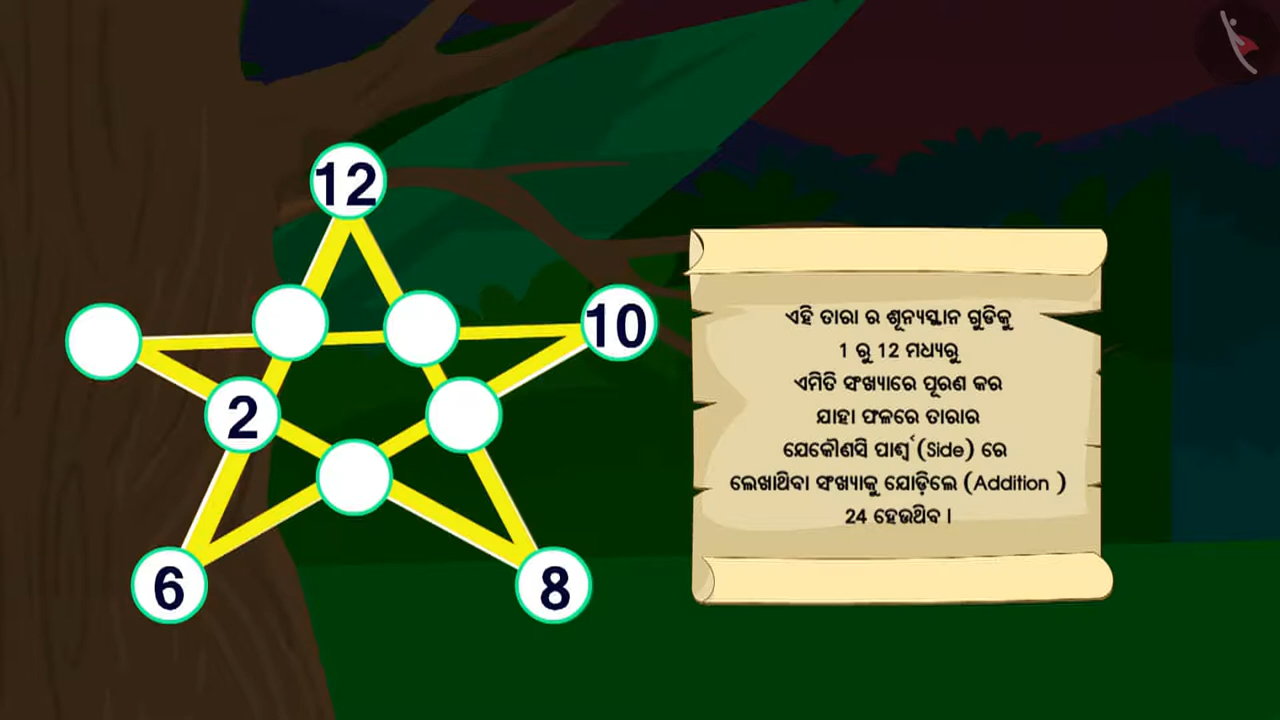 12
10
2
6
8
ଏହି ତାରା ର ଶୂନ୍ୟସ୍ଥାନ ଗୁଡିକୁ
1 ରୁ 12 ମଧ୍ୟରୁ
ଏମିତି ସଂଖ୍ୟାରେ ପୂରଣ କର
ଯାହା ଫଳରେ ତାରାର
ଯେକୌଣସି ପାର୍ଶ୍ଵ (Side) ରେ
ଲେଖାଥିବା ସଂଖ୍ୟାକୁ ଯୋଡ଼ିଲେ (Addition )
24 ହେଉଥିବ ।